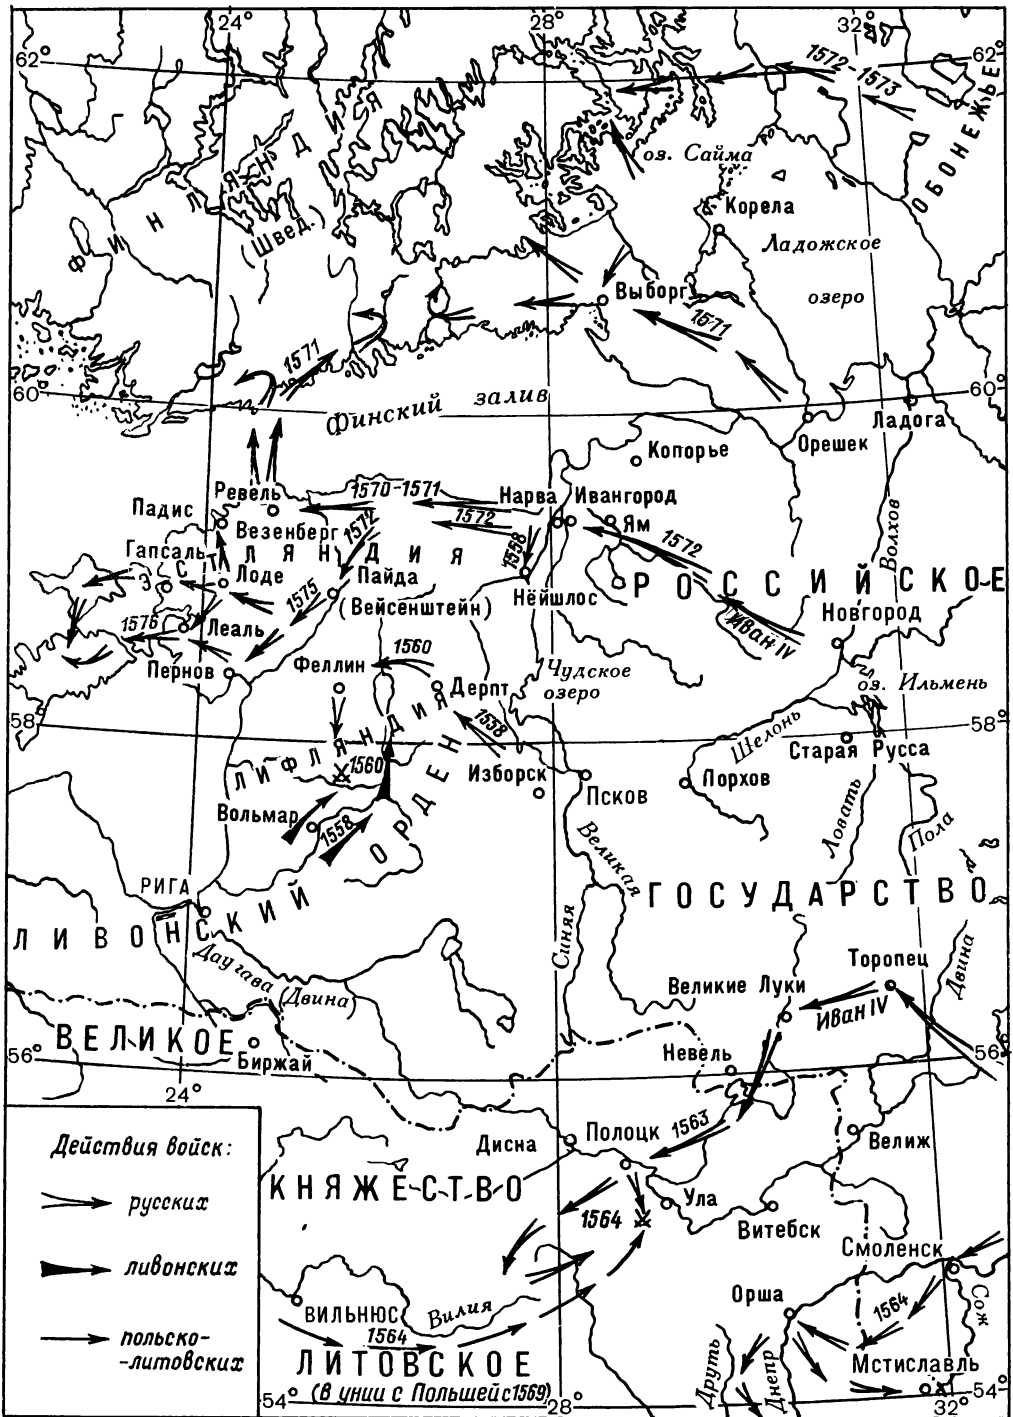 24° 28° 32°
62° 62°
1572–1573
ОБОНЕЖЬЕ
ФИНЛЯНДИЯ
(Швед.)
оз. Сайма
Корела
Ладожское
озеро
Выборг
1571
1571
60° 60°
Финский залив
Ладога
Орешек
Копорье
Ревель
1570-1571
Нарва
Ивангород
Падис
Везенберг
1572
1572
Ям
1558
1572
Волхов
Гапсаль
ЭСТЛЯНДИЯ
Лоде
1575
Пайда
(Вейсенштейн)
Нейшлос
РОССИЙСКОЕ
Иван IV
Новгород
1576
Леаль
Пернов
Феллин
1560
Дерпт
Чудское
озеро
оз. Ильмень
58° 58°
ЛИФЛЯНДИЯ
1558
Шелонь
Старая Русса
1560
Изборск
Псков
Порхов
Вольмар
1558
Великая
Ловать
Пола
РИГА
ГОСУДАРСТВО
ЛИВОНСКИЙ ОРДЕН
Даугава (Двина)
Синяя
Торопец
Двина
Великие Луки
Иван IV
ВЕЛИКОЕ
Биржай
Невель
56° 56°
24°
Дисна
Полоцк
1563
Велиж
КНЯЖЕСТВО
Ула
1564
Витебск
Смоленск
Орша
1564
Сож
ВИЛЬНЮС
Вилия
1564
Мстиславль
ЛИТОВСКОЕ
(в унии с Польшей с 1569)
Друть
Днепр
54° 54°
28° 32°
Действия войск:
русских
ливонских
польско-
-литовских